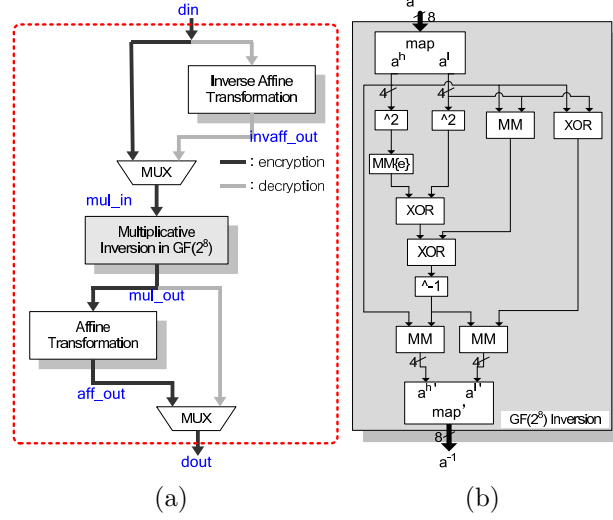 din
Inverse Affine
Transformation
invaff_out
: encryption
: decryption
MUX
mul_in
Multiplicative
Inversion in GF(2⁸)
mul_out
Affine
Transformation
aff_out
MUX
dout
(a)
a
8
map
aʰ aˡ
4 4
^2 ^2 MM XOR
MM{e}
XOR
XOR
^-1
MM MM
4 4
aʰ' aˡ'
map'
GF(2⁸) Inversion
8
a⁻¹
(b)